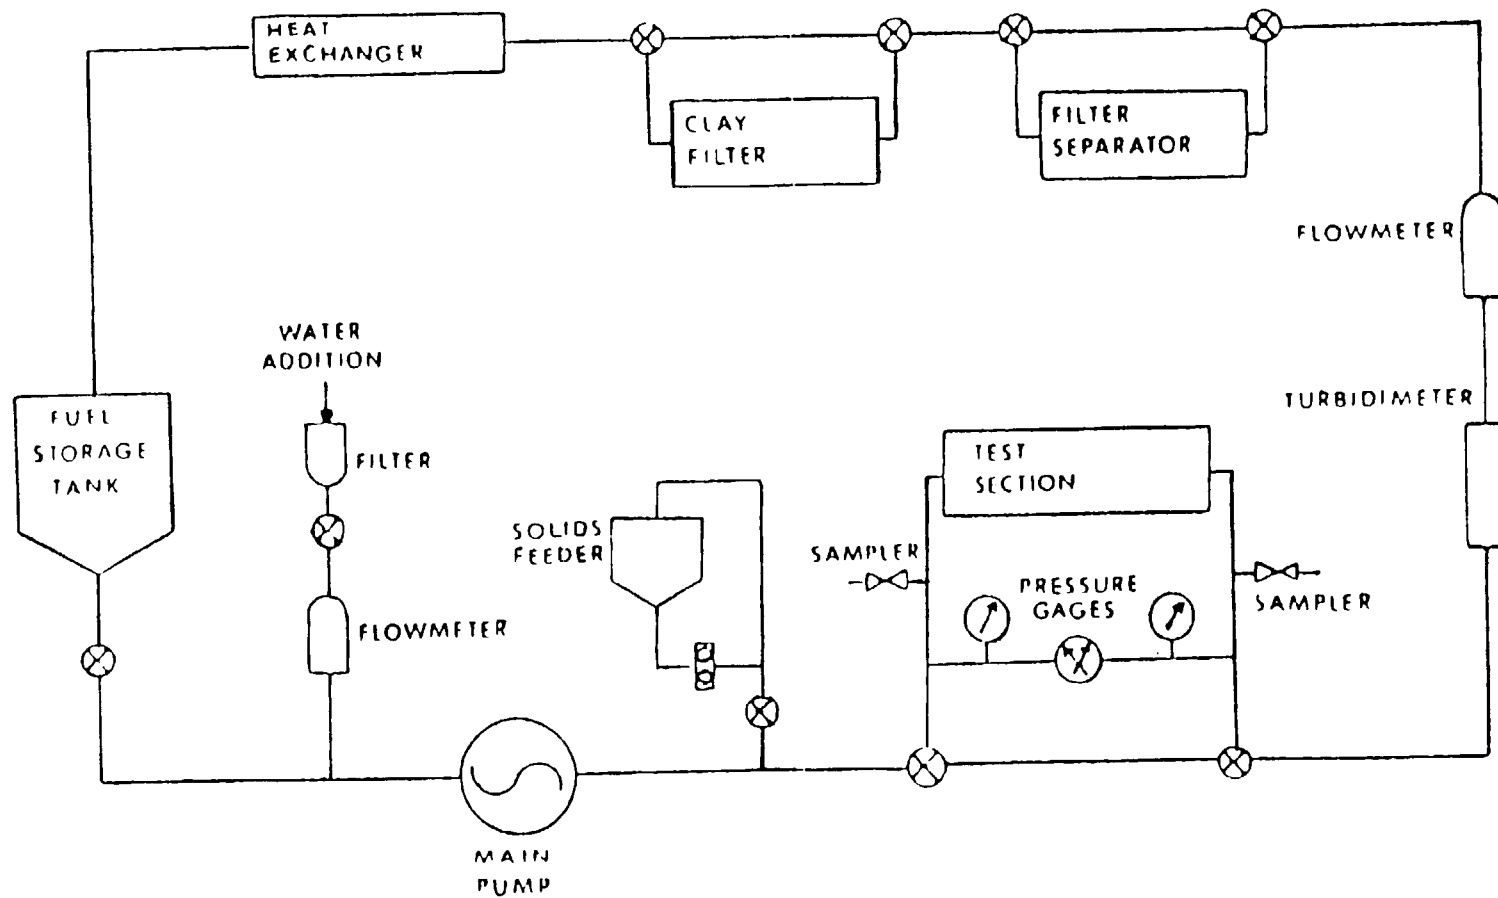 HEAT
EXCHANGER
CLAY
FILTER
FILTER
SEPARATOR
FLOWMETER
WATER
ADDITION
FUEL
STORAGE
TANK
FILTER
TURBIDIMETER
TEST
SECTION
SOLIDS
FEEDER
SAMPLER
PRESSURE
GAGES
SAMPLER
FLOWMETER
MAIN
PUMP